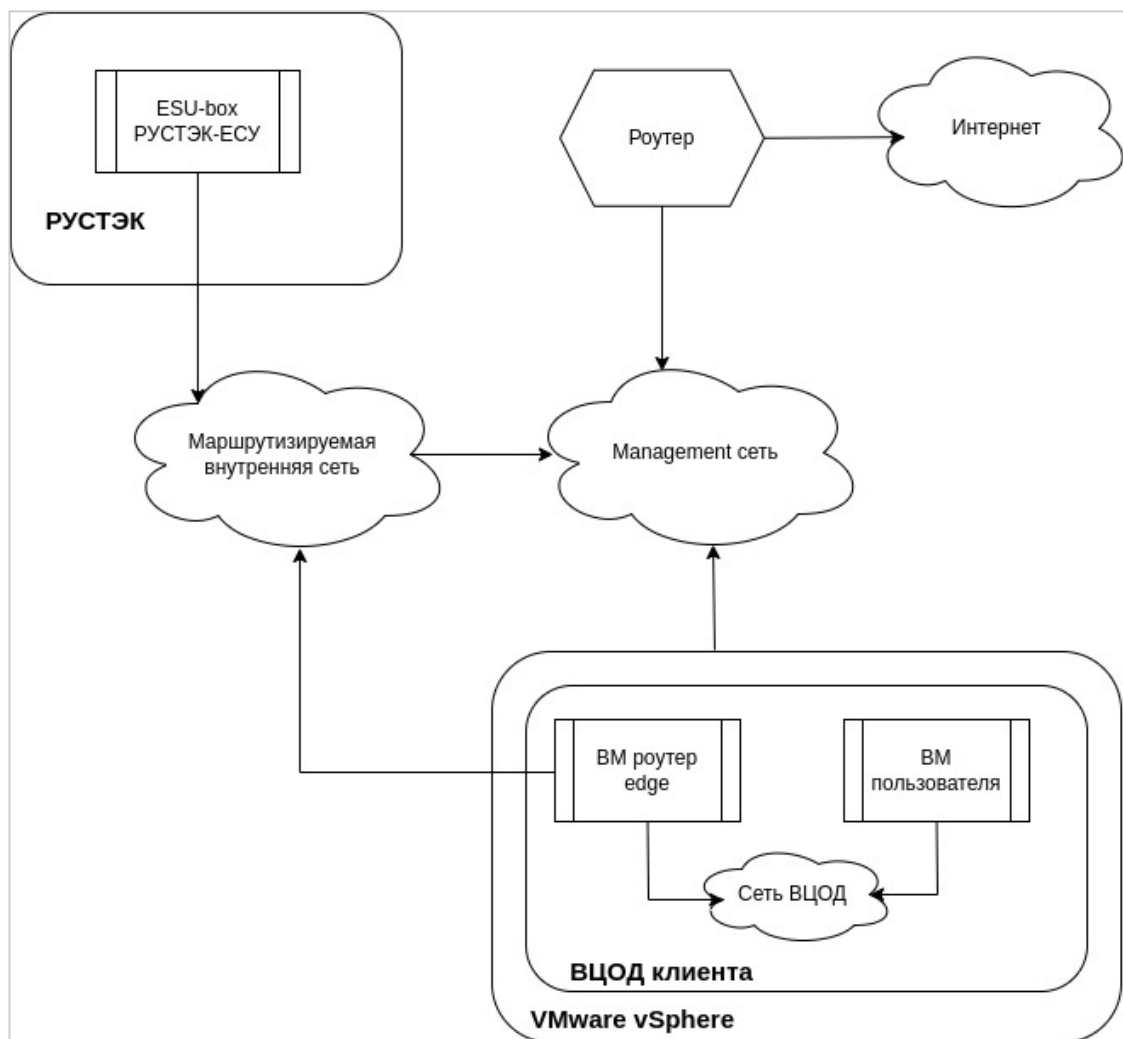 ESU-box
РУСТЭК-ЕСУ
РУСТЭК
Роутер
Интернет
Маршрутизируемая
внутренняя сеть
Management сеть
ВМ роутер
edge
ВМ
пользователя
Сеть ВЦОД
ВЦОД клиента
VMware vSphere